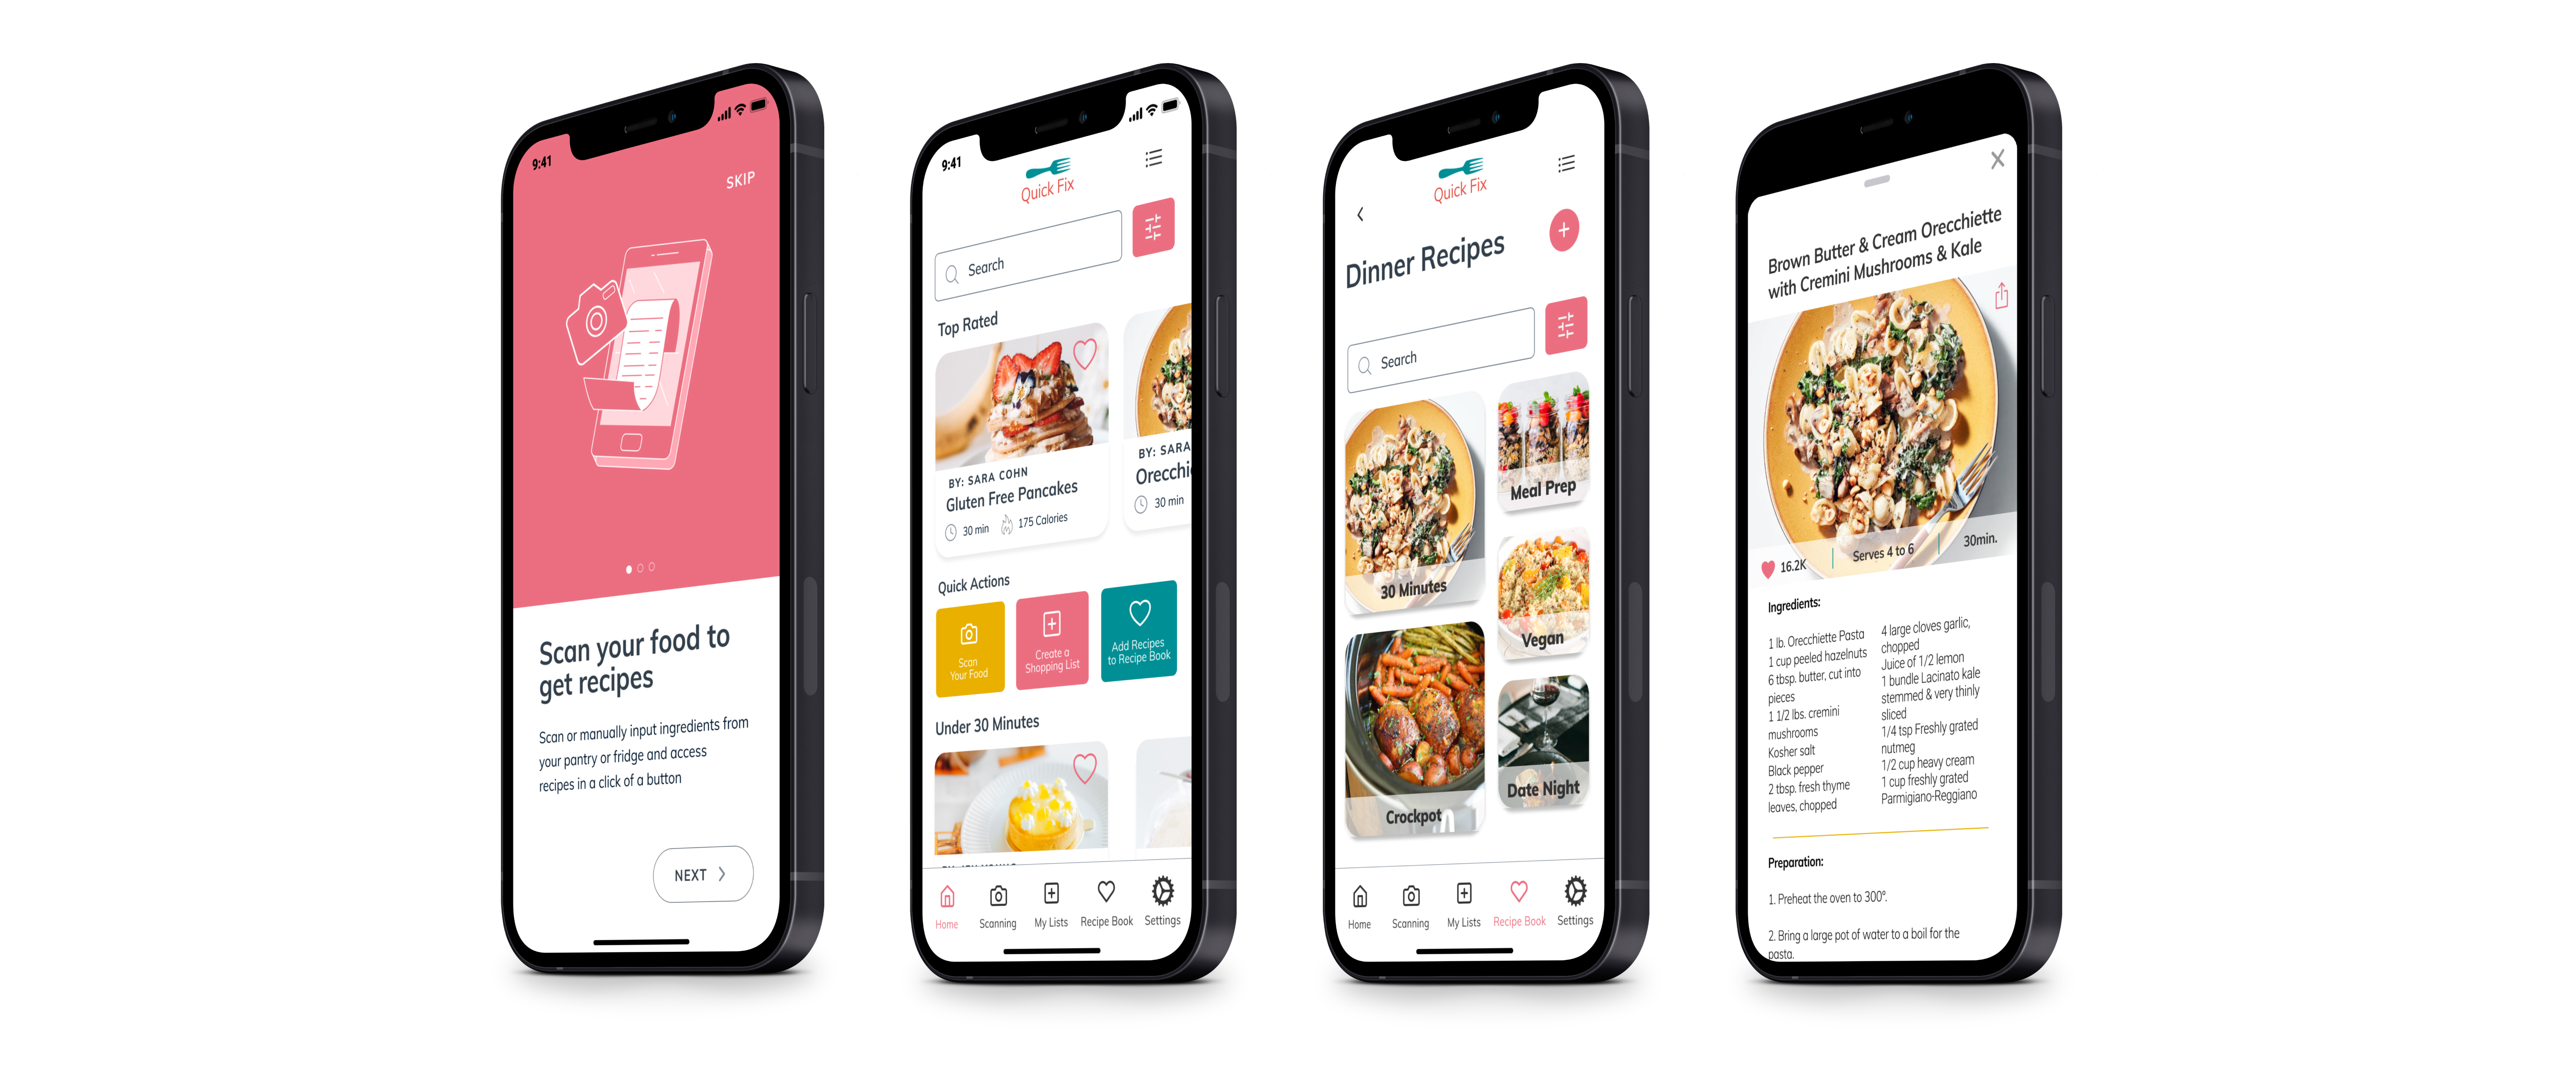 9:41
SKIP
Scan your food to
get recipes
Scan or manually input ingredients from
your pantry or fridge and access
recipes in a click of a button
NEXT
9:41
Quick Fix
Search
Top Rated
BY: SARA COHN
Gluten Free Pancakes
30 min
175 Calories
BY: SARA
Orecchi
30 min
Quick Actions
Scan
Your Food
Create a
Shopping List
Add Recipes
to Recipe Book
Under 30 Minutes
Home
Scanning
My Lists
Recipe Book
Settings
Quick Fix
Dinner Recipes
Search
30 Minutes
Meal Prep
Vegan
Crockpot
Date Night
Home
Scanning
My Lists
Recipe Book
Settings
Brown Butter & Cream Orecchiette
with Cremini Mushrooms & Kale
16.2K
Serves 4 to 6
30min.
Ingredients:
1 lb. Orecchiette Pasta
1 cup peeled hazelnuts
6 tbsp. butter, cut into
pieces
1 1/2 lbs. cremini
mushrooms
Kosher salt
Black pepper
2 tbsp. fresh thyme
leaves, chopped
4 large cloves garlic,
chopped
Juice of 1/2 lemon
1 bundle Lacinato kale
stemmed & very thinly
sliced
1/4 tsp Freshly grated
nutmeg
1/2 cup heavy cream
1 cup freshly grated
Parmigiano-Reggiano
Preparation:
1. Preheat the oven to 300º.
2. Bring a large pot of water to a boil for the
pasta.